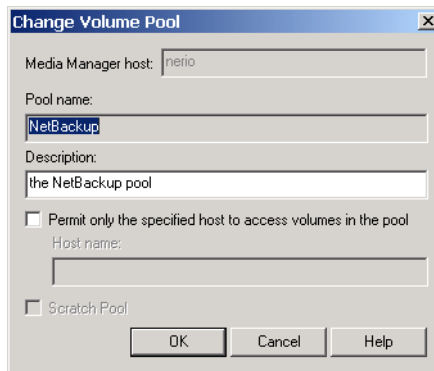 Change Volume Pool
Media Manager host: nerio
Pool name:
NetBackup
Description:
the NetBackup pool
Permit only the specified host to access volumes in the pool
Host name:
Scratch Pool
OK Cancel Help